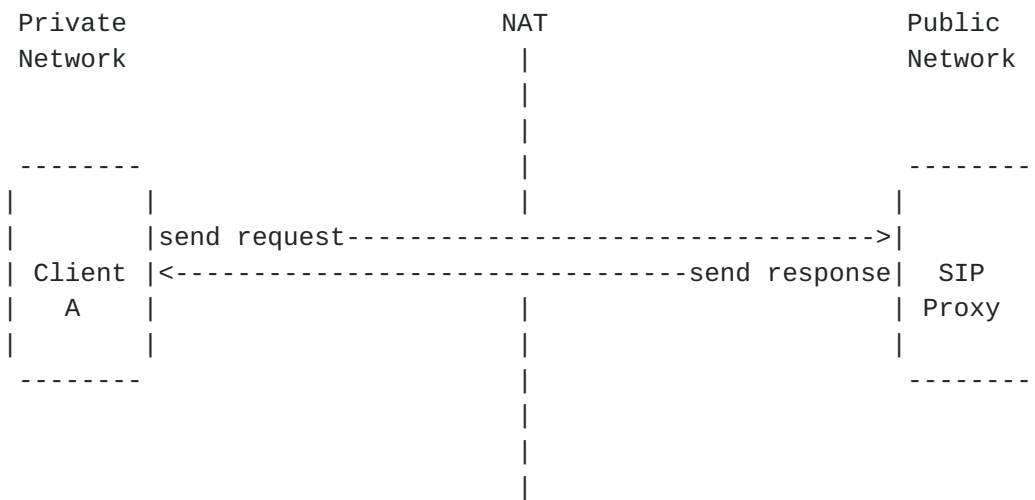 Private                        NAT                       Public
Network                         |                        Network
                                |
                                |
--------                        |                        --------
|        |                      |                       |
|        |send request---------------------------------->|
| Client |<---------------------------------send response|  SIP
|   A    |                      |                       | Proxy
|        |                      |                       |
--------                        |                        --------
                                |
                                |
                                |